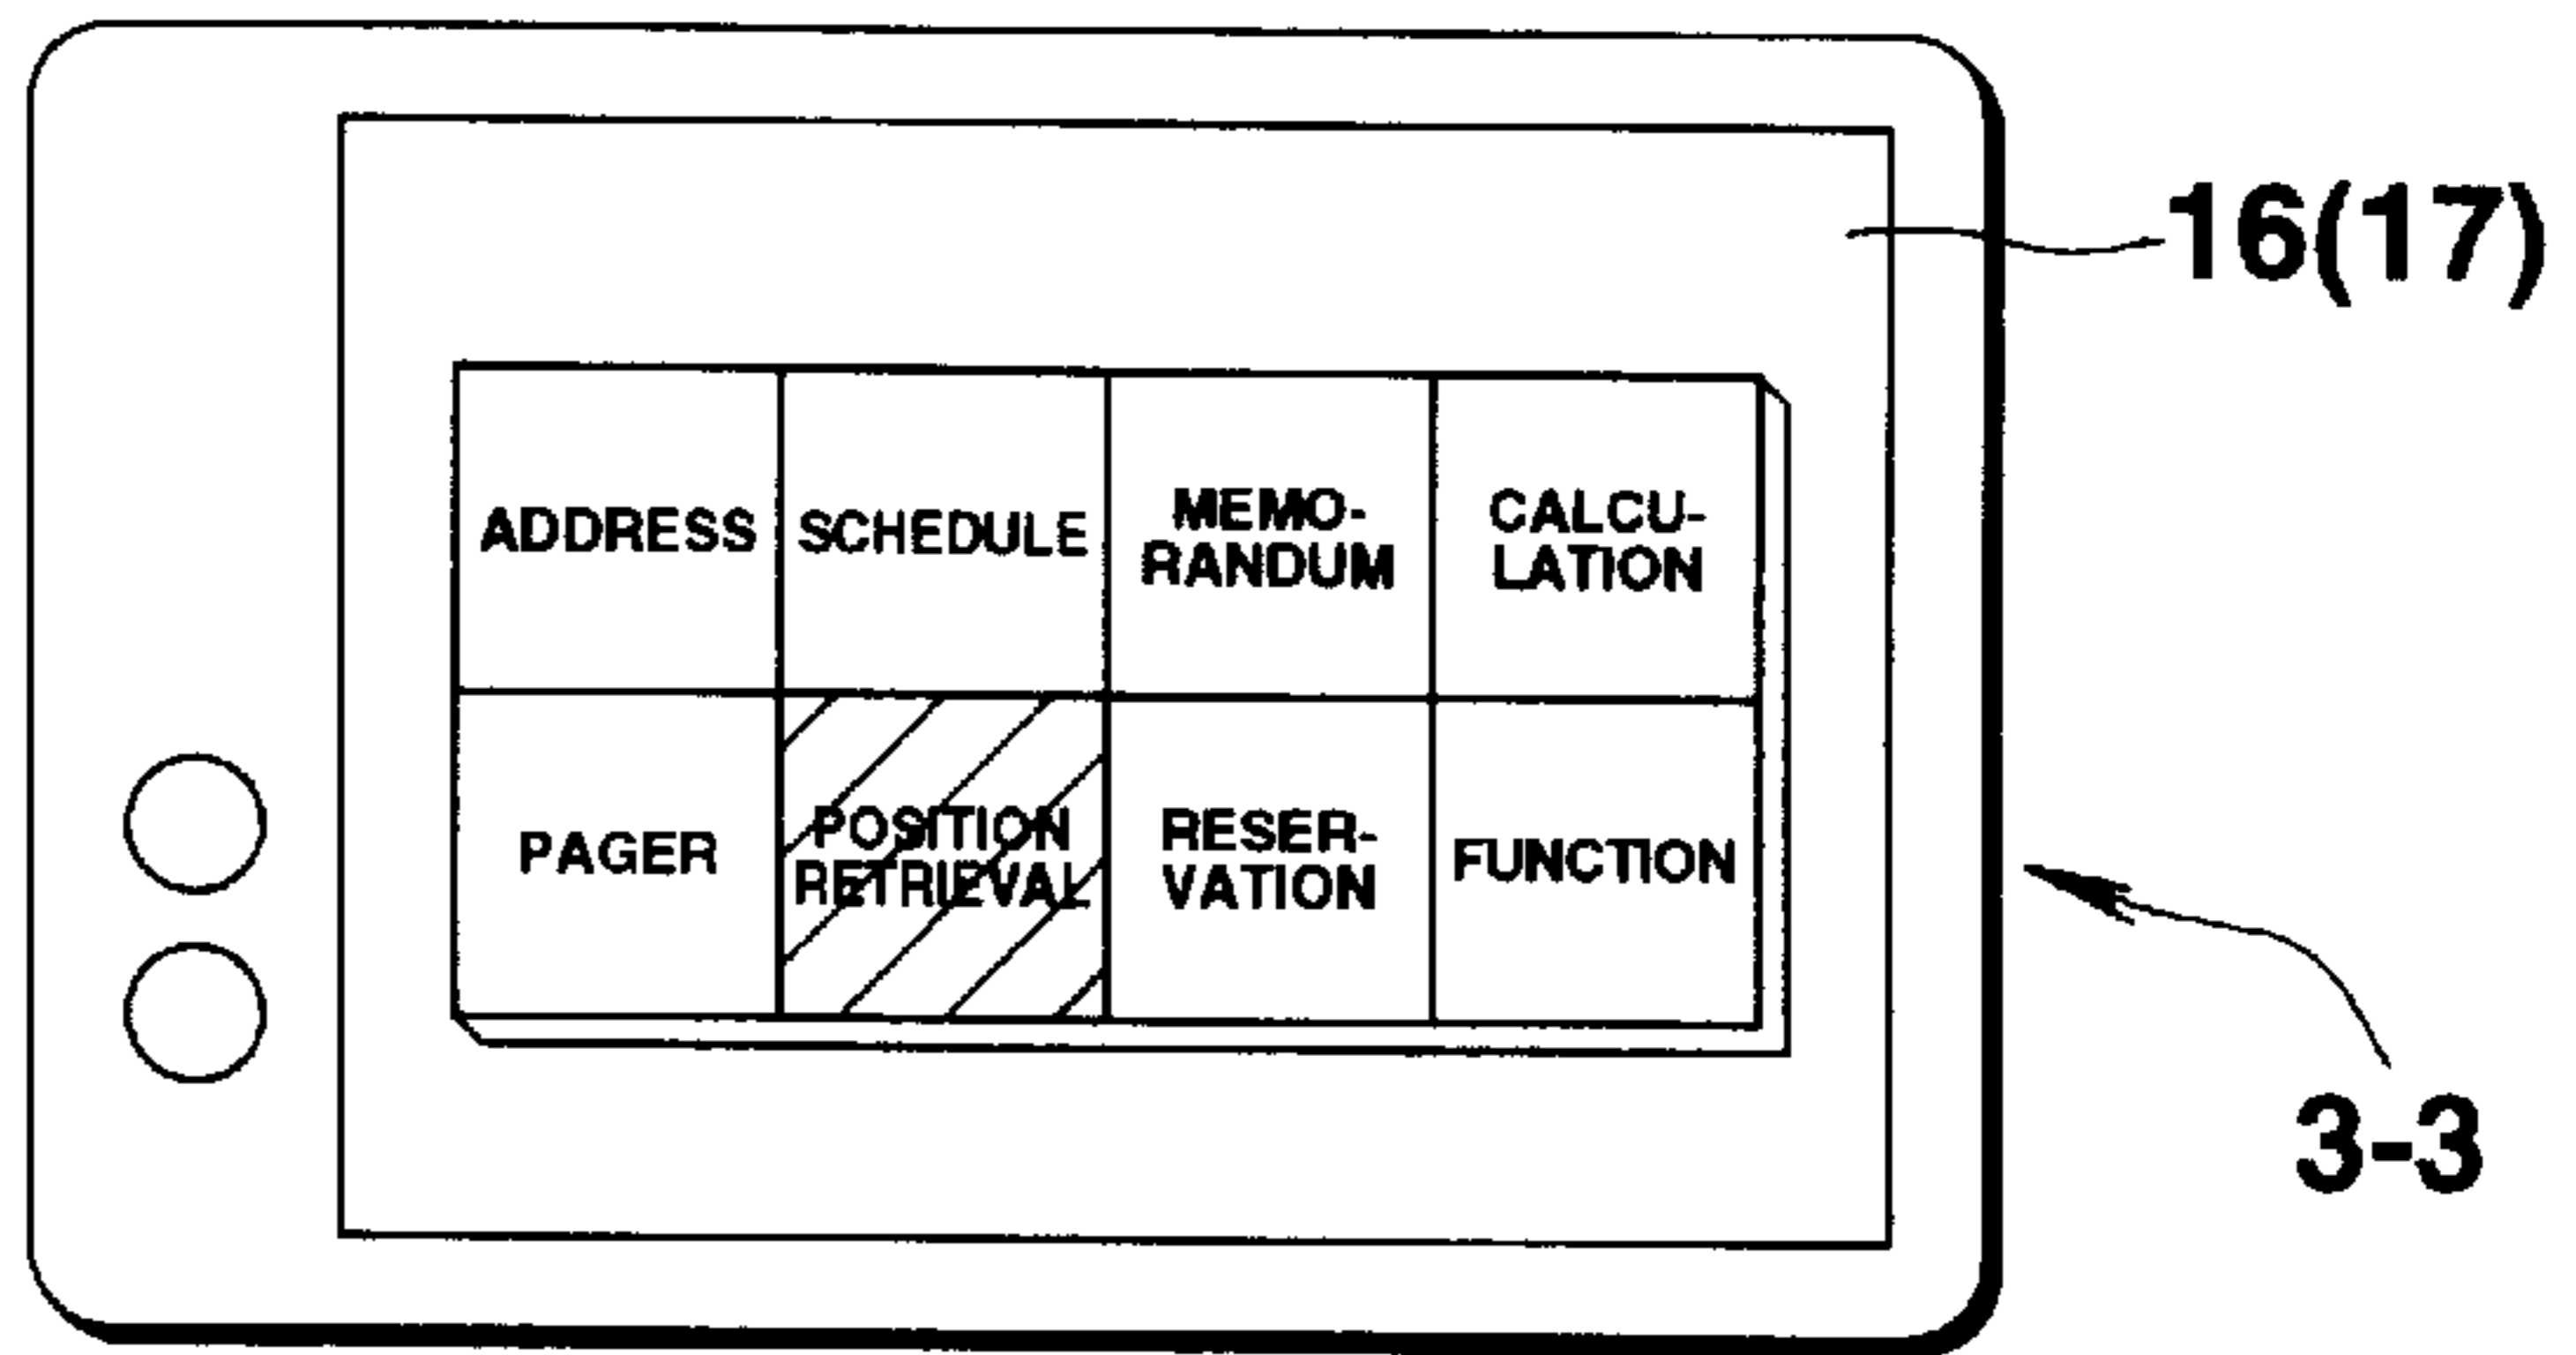 16(17)
ADDRESS
SCHEDULE
MEMO-
RANDUM
CALCU-
LATION
PAGER
POSITION
RETRIEVAL
RESER-
VATION
FUNCTION
3-3